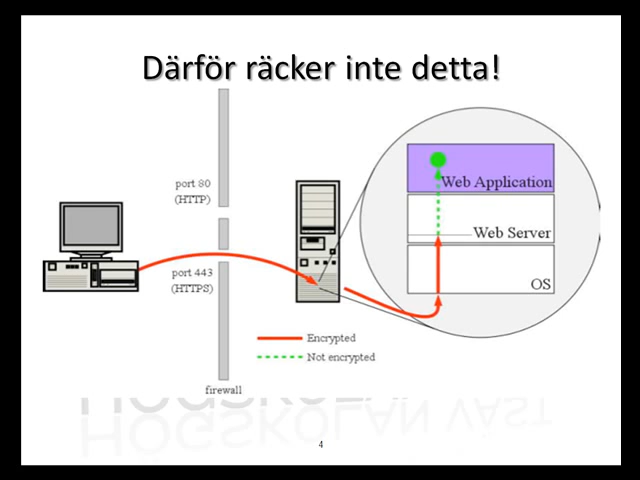 Därför räcker inte detta!
port 80
(HTTP)
port 443
(HTTPS)
firewall
Web Application
Web Server
OS
Encrypted
Not encrypted
HÖGSKOLAN VÄST
4